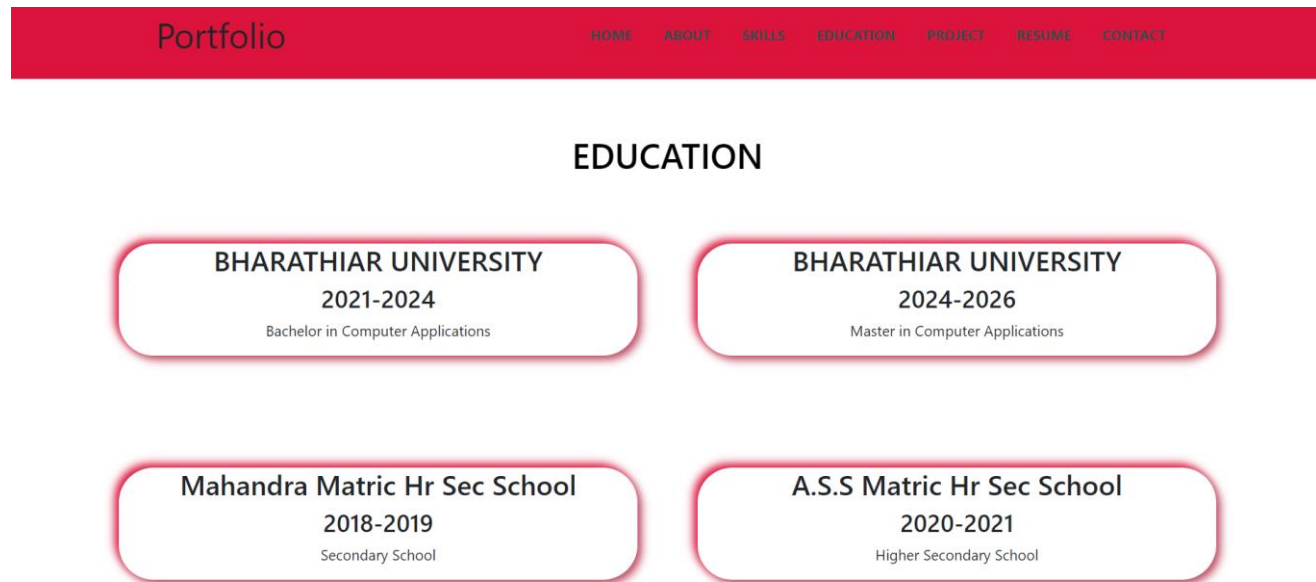 Portfolio
HOME ABOUT SKILLS EDUCATION PROJECT RESUME CONTACT
EDUCATION
BHARATHIAR UNIVERSITY
2021-2024
Bachelor in Computer Applications
BHARATHIAR UNIVERSITY
2024-2026
Master in Computer Applications
Mahandra Matric Hr Sec School
2018-2019
Secondary School
A.S.S Matric Hr Sec School
2020-2021
Higher Secondary School